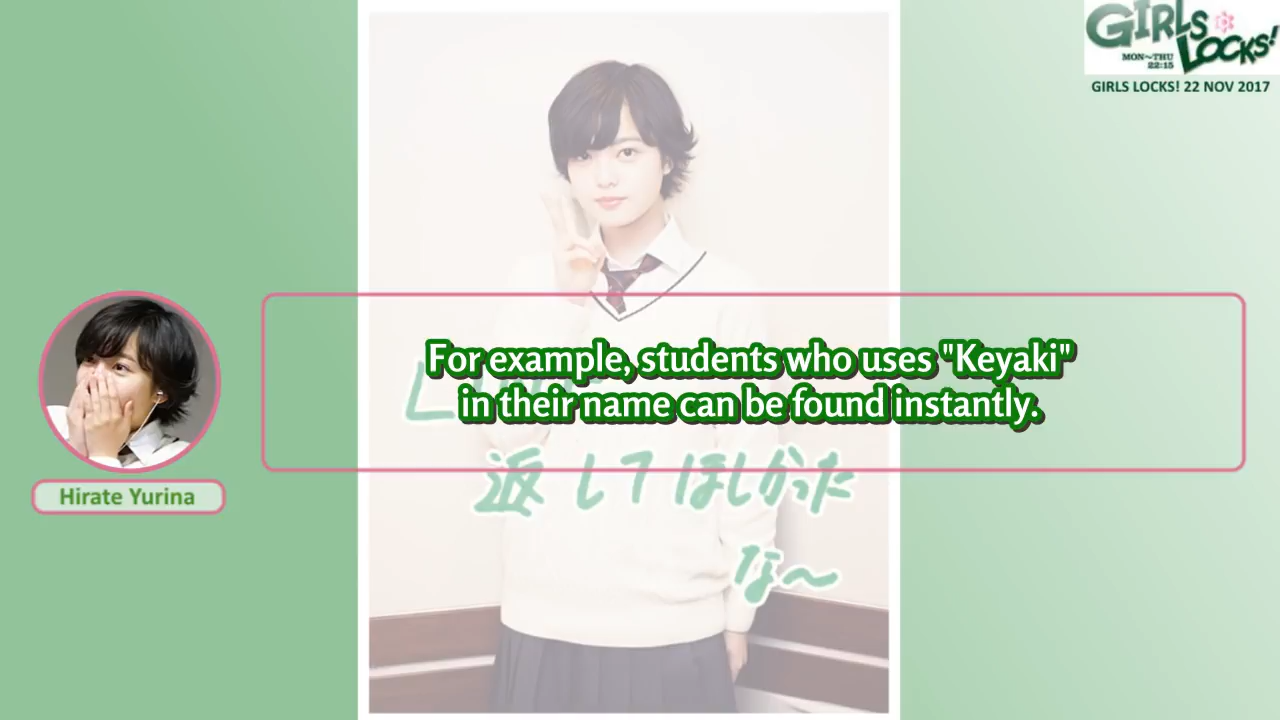 GIRLS LOCKS!
MON~THU
22:15
GIRLS LOCKS! 22 NOV 2017
For example, students who uses "Keyaki"
in their name can be found instantly.
Hirate Yurina
返してほしかった
な〜